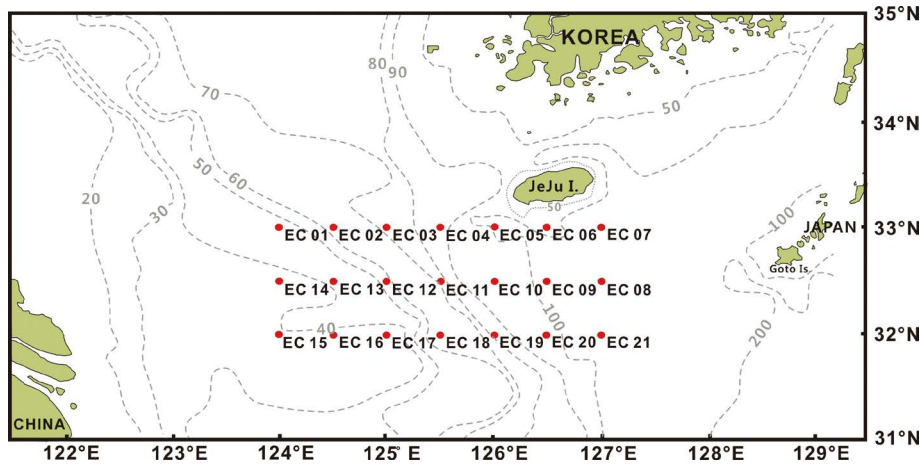 35°N
KOREA
80
90
70
50
34°N
50
60
JeJu I.
20
30
50
100
JAPAN
33°N
EC 01
EC 02
EC 03
EC 04
EC 05
EC 06
EC 07
Goto Is.
EC 14
EC 13
EC 12
EC 11
EC 10
EC 09
EC 08
40
100
200
32°N
EC 15
EC 16
EC 17
EC 18
EC 19
EC 20
EC 21
CHINA
31°N
122°E
123°E
124°E
125°E
126°E
127°E
128°E
129°E